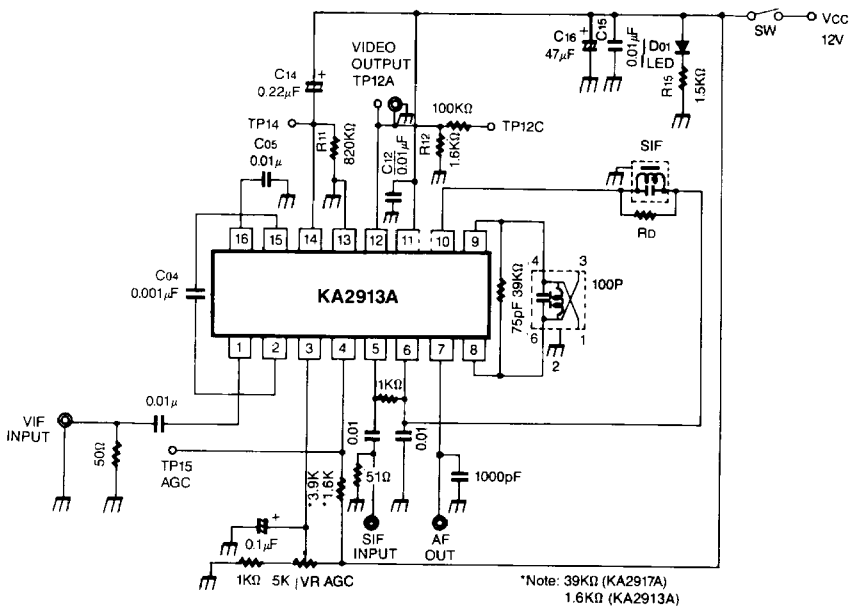 VCC
12V
SW
C16
47µF
C15
0.01µF
D01
LED
R15
1.5KΩ
VIDEO
OUTPUT
TP12A
C14
0.22µF
100KΩ
TP12C
TP14
R11
820KΩ
R12
1.6KΩ
C12
0.01µF
C05
0.01µ
SIF
RD
16 15 14 13 12 11 10 9
C04
0.001µF
KA2913A
75pF 39KΩ
4 3
100P
6 1
2
1 2 3 4 5 6 7 8
1KΩ
VIF
INPUT
0.01µ
50Ω
TP15
AGC
*3.9K
*1.6K
0.01
0.01
51Ω
1000pF
0.1µF
SIF
INPUT
AF
OUT
1KΩ 5K VR AGC
*Note: 39KΩ (KA2917A)
1.6KΩ (KA2913A)